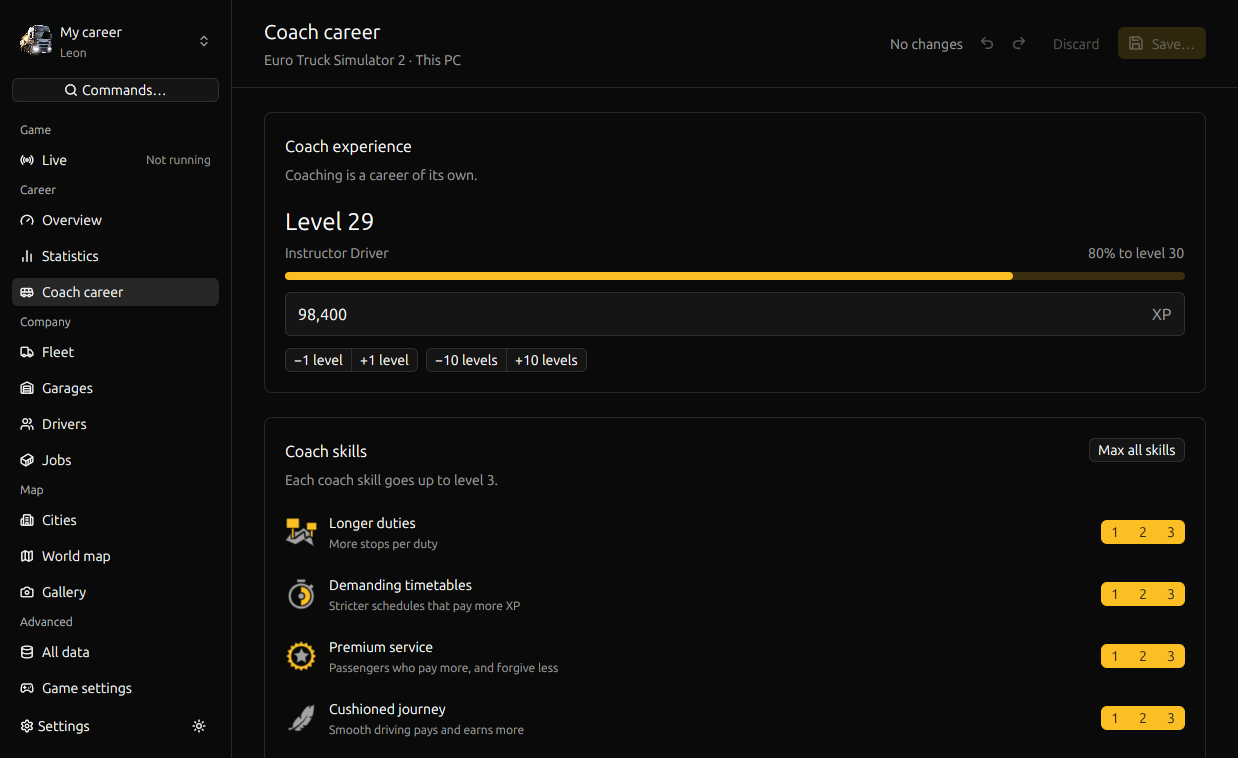 My career
Leon
Commands…
Game
Live
Not running
Career
Overview
Statistics
Coach career
Company
Fleet
Garages
Drivers
Jobs
Map
Cities
World map
Gallery
Advanced
All data
Game settings
Settings
Coach career
Euro Truck Simulator 2 · This PC
No changes
Discard
Save…
Coach experience
Coaching is a career of its own.
Level 29
Instructor Driver
80% to level 30
98,400
XP
−1 level +1 level −10 levels +10 levels
Coach skills
Max all skills
Each coach skill goes up to level 3.
Longer duties
More stops per duty
1 2 3
Demanding timetables
Stricter schedules that pay more XP
1 2 3
Premium service
Passengers who pay more, and forgive less
1 2 3
Cushioned journey
Smooth driving pays and earns more
1 2 3